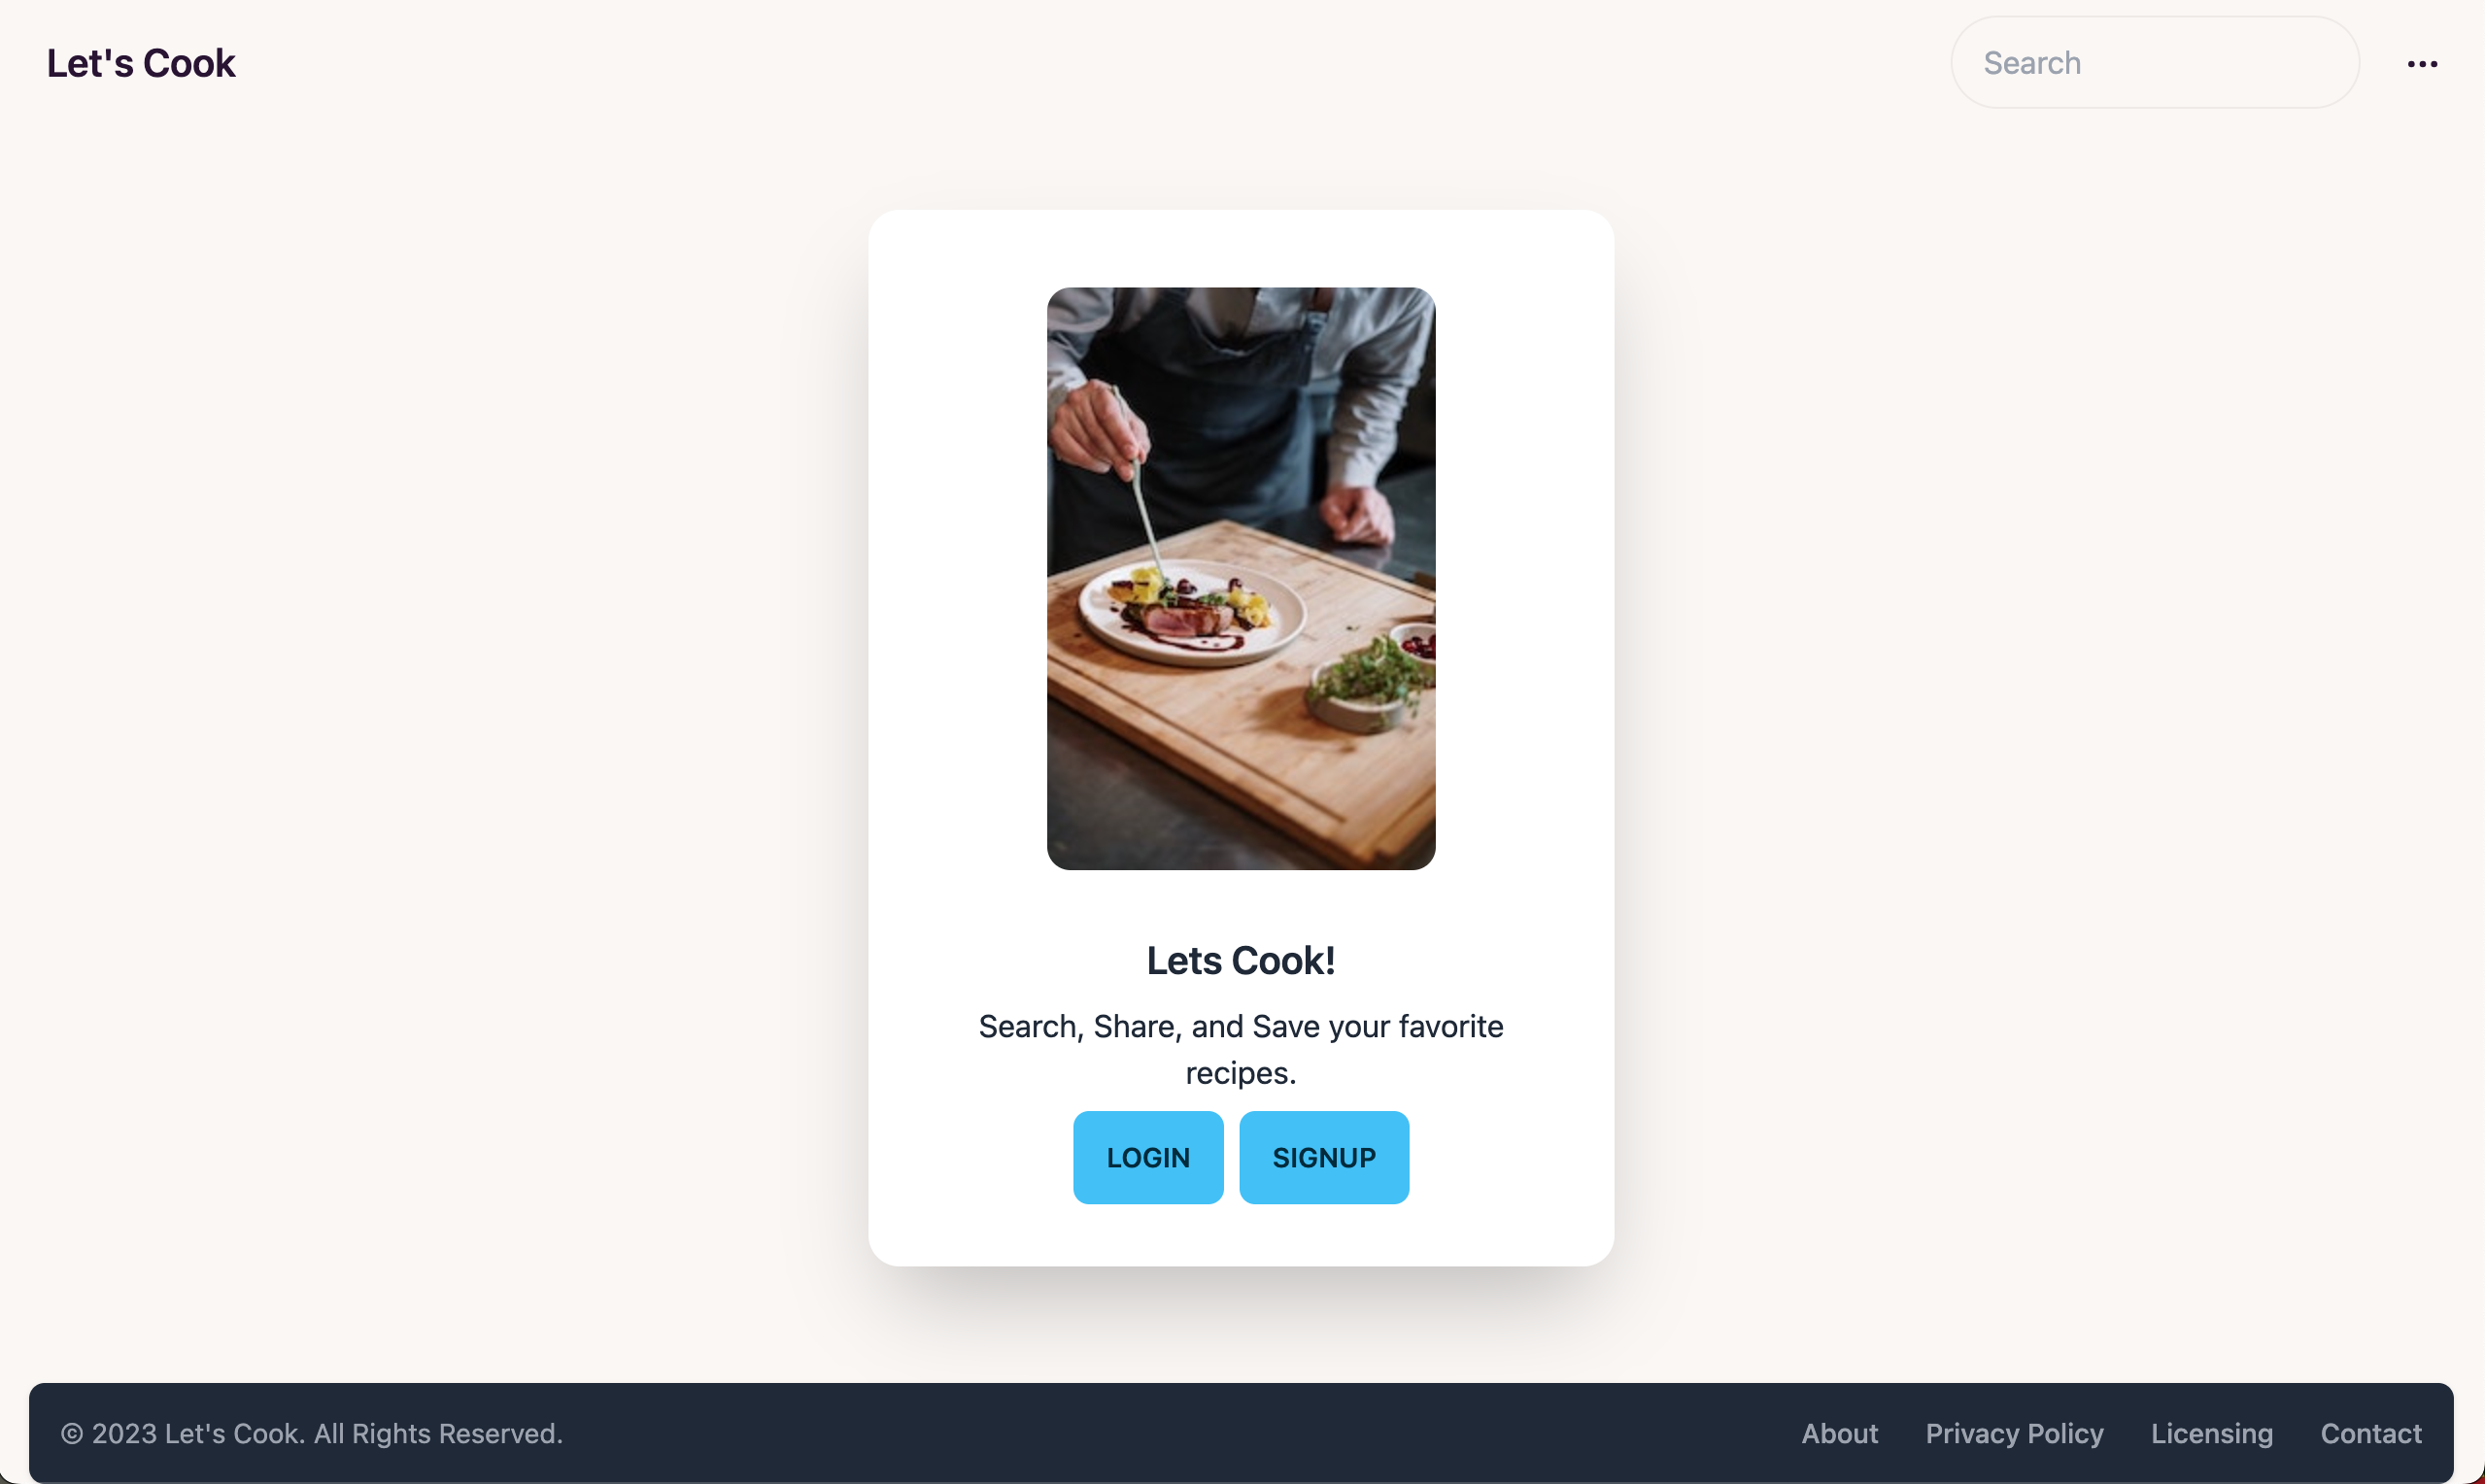 Let's Cook
Search
Lets Cook!
Search, Share, and Save your favorite
recipes.
LOGIN SIGNUP
© 2023 Let's Cook. All Rights Reserved. About Privacy Policy Licensing Contact